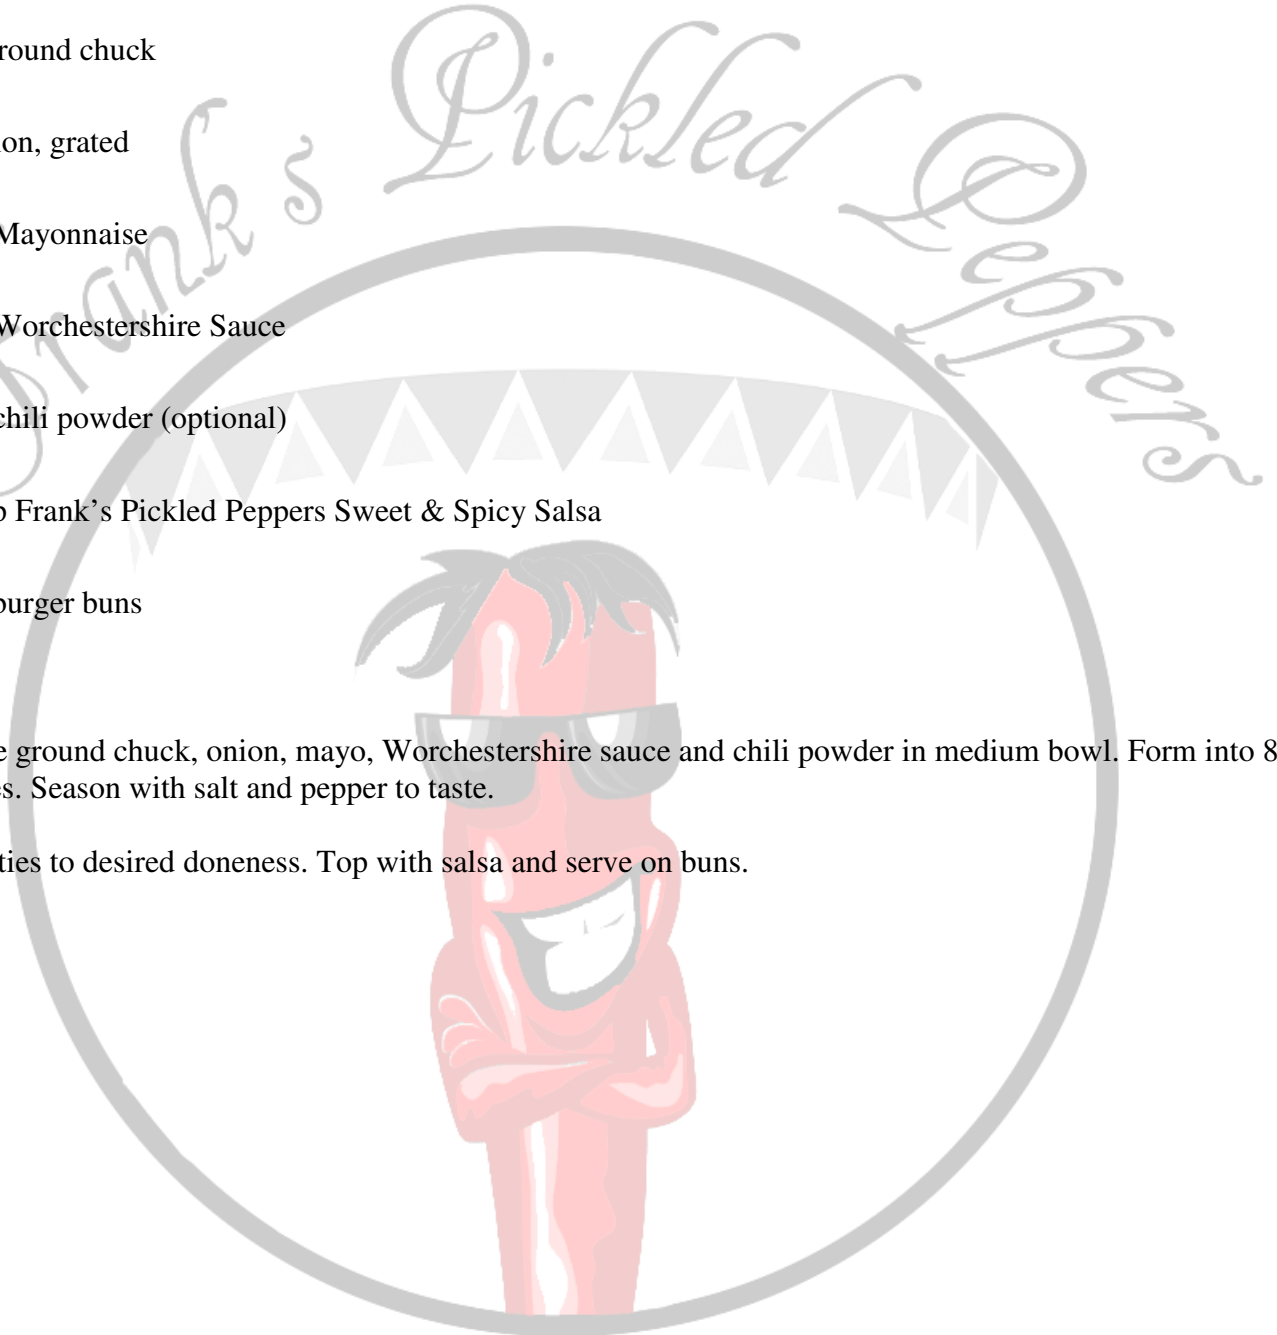 Frank's Pickled Peppers
round chuck
ion, grated
Mayonnaise
Worchestershire Sauce
chili powder (optional)
p Frank’s Pickled Peppers Sweet & Spicy Salsa
burger buns
e ground chuck, onion, mayo, Worchestershire sauce and chili powder in medium bowl. Form into 8
es. Season with salt and pepper to taste.
ties to desired doneness. Top with salsa and serve on buns.